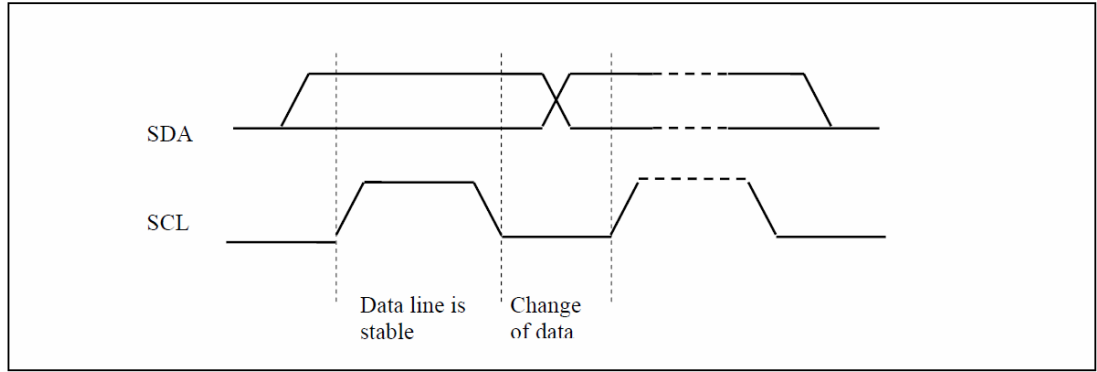 SDA
SCL
Data line is
stable
Change
of data